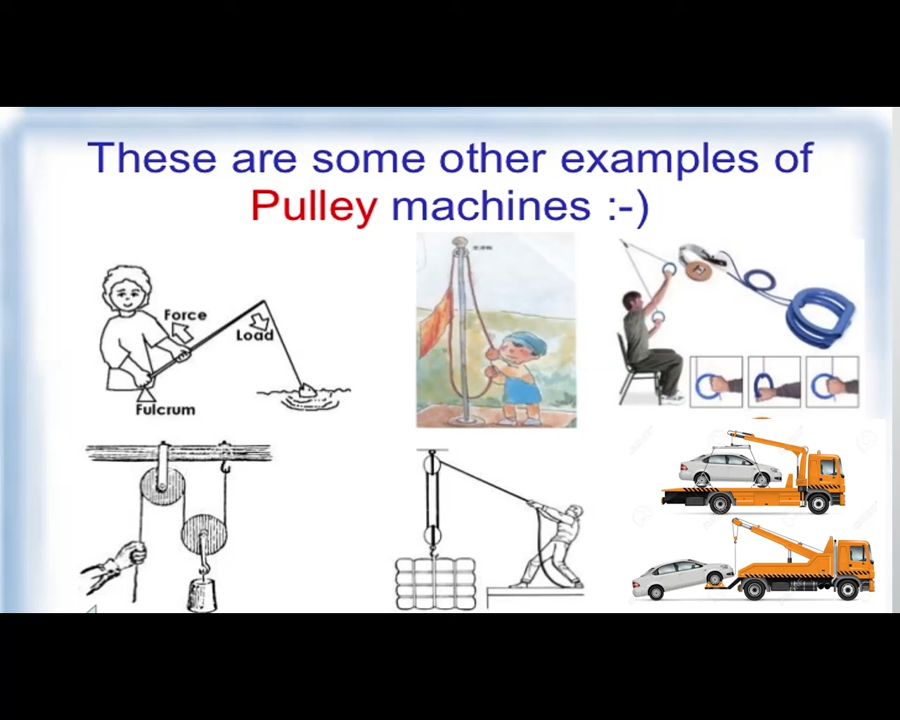 These are some other examples of
Pulley machines :-)
Force
Load
Fulcrum